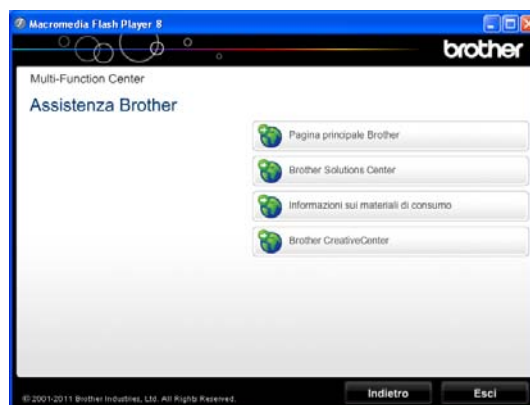 Macromedia Flash Player 8
brother
Multi-Function Center
Assistenza Brother
Pagina principale Brother
Brother Solutions Center
Informazioni sui materiali di consumo
Brother CreativeCenter
© 2001-2011 Brother Industries, Ltd. All Rights Reserved.
Indietro
Esci